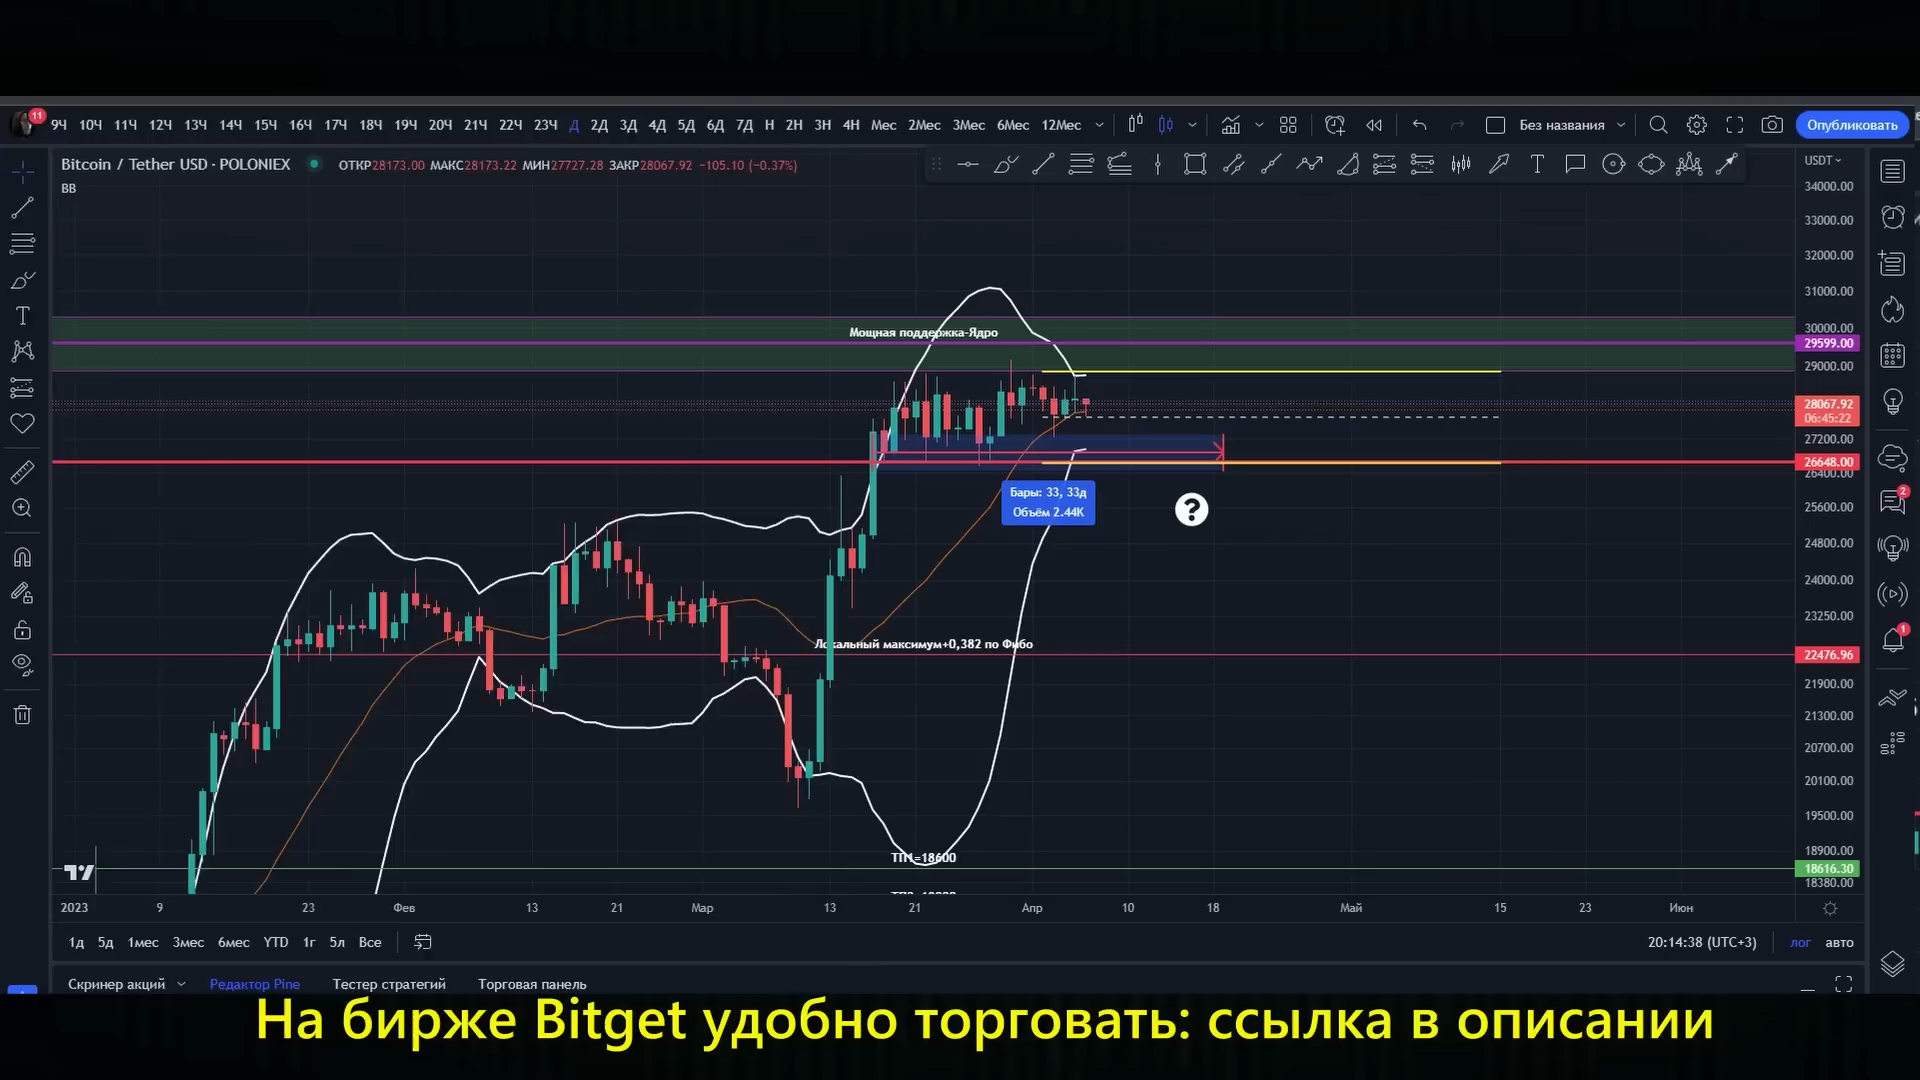 11
9Ч 10Ч 11Ч 12Ч 13Ч 14Ч 15Ч 16Ч 17Ч 18Ч 19Ч 20Ч 21Ч 22Ч 23Ч Д 2Д 3Д 4Д 5Д 6Д 7Д Н 2Н 3Н 4Н Мес 2Мес 3Мес 6Мес 12Мес Без названия Опубликовать
Bitcoin / Tether USD · POLONIEX ОТКР28173.00 МАКС28173.22 МИН27727.28 ЗАКР28067.92 −105.10 (−0.37%) USDT
BB
34000.00
33000.00
32000.00
31000.00
30000.00
Мощная поддержка-Ядро
29599.00
29000.00
28067.92
06:45:22
27200.00
26648.00
26400.00
Бары: 33, 33д
Объём 2.44K
?
2
25600.00
24800.00
24000.00
23250.00
1
Локальный максимум+0,382 по Фибо
22476.96
21900.00
21300.00
20700.00
20100.00
19500.00
18900.00
ТП1=18600
18616.30
18380.00
2023 9 23 Фев 13 21 Мар 13 21 Апр 10 18 Май 15 23 Июн
1д 5д 1мес 3мес 6мес YTD 1г 5л Все 20:14:38 (UTC+3) лог авто
Скринер акций Редактор Pine Тестер стратегий Торговая панель
На бирже Bitget удобно торговать: ссылка в описании